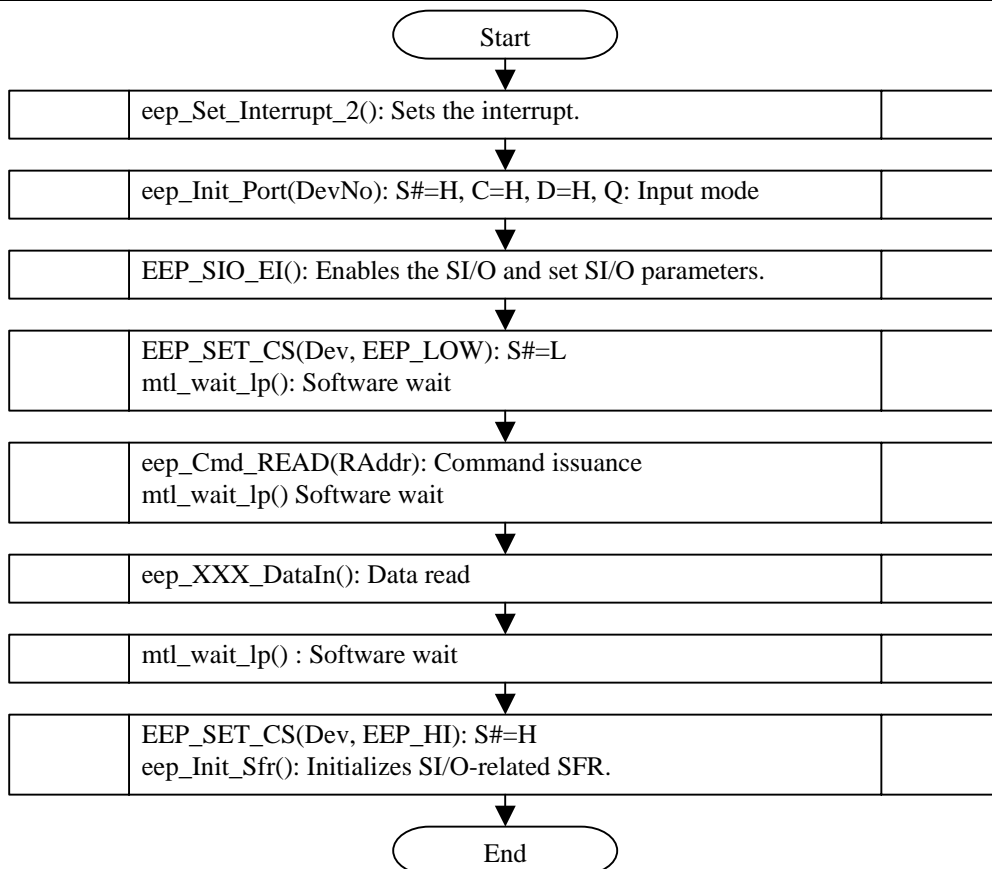 Start
eep_Set_Interrupt_2(): Sets the interrupt.
eep_Init_Port(DevNo): S#=H, C=H, D=H, Q: Input mode
EEP_SIO_EI(): Enables the SI/O and set SI/O parameters.
EEP_SET_CS(Dev, EEP_LOW): S#=L
mtl_wait_lp(): Software wait
eep_Cmd_READ(RAddr): Command issuance
mtl_wait_lp() Software wait
eep_XXX_DataIn(): Data read
mtl_wait_lp() : Software wait
EEP_SET_CS(Dev, EEP_HI): S#=H
eep_Init_Sfr(): Initializes SI/O-related SFR.
End